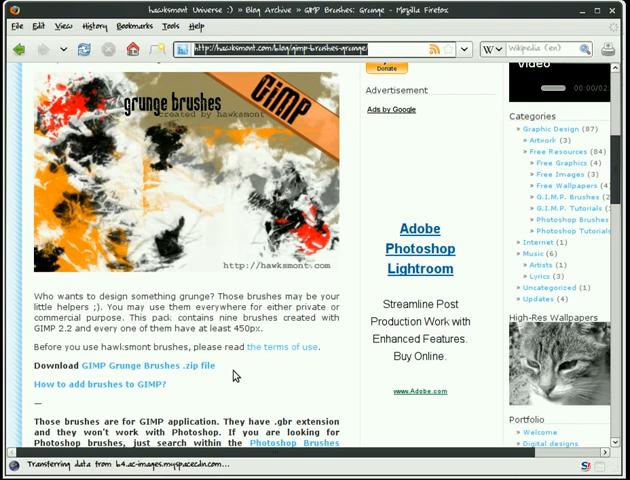 hawksmont Universe :) » Blog Archive » GIMP Brushes: Grunge - Mozilla Firefox
File Edit View History Bookmarks Tools Help
http://hawksmont.com/blog/gimp-brushes-grunge/
W Wikipedia (en)
grunge brushes
created by hawksmont
GIMP
http://hawksmont.com
Who wants to design something grunge? Those brushes may be your
little helpers ;). You may use them everywhere for either private or
commercial purpose. This pack contains nine brushes created with
GIMP 2.2 and every one of them have at least 450px.
Before you use hawksmont brushes, please read the terms of use.
Download GIMP Grunge Brushes .zip file
How to add brushes to GIMP?
—
Those brushes are for GIMP application. They have .gbr extension
and they won't work with Photoshop. If you are looking for
Photoshop brushes, just search within the Photoshop Brushes
Donate
Advertisement
Ads by Google
Adobe
Photoshop
Lightroom
Streamline Post
Production Work with
Enhanced Features.
Buy Online.
www.Adobe.com
Video
00:00/02:
Categories
» Graphic Design (87)
» Artwork (3)
» Free Resources (84)
» Free Graphics (4)
» Free Images (3)
» Free Wallpapers (
» G.I.M.P. Brushes (
» G.I.M.P. Tutorials (
» Photoshop Brushes
» Photoshop Tutorials
» Internet (1)
» Music (6)
» Artists (1)
» Lyrics (3)
» Uncategorized (1)
» Updates (4)
High-Res Wallpapers
Portfolio
» Welcome
» Digital designs
Transferring data from b4.ac-images.myspacecdn.com...